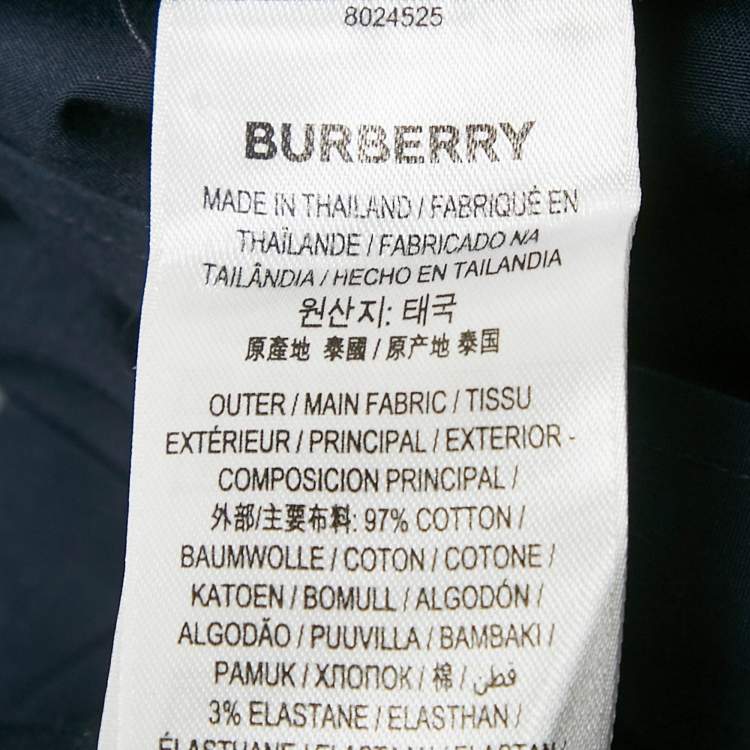 8024525
BURBERRY
MADE IN THAILAND / FABRIQUÉ EN
THAÏLANDE / FABRICADO NA
TAILÂNDIA / HECHO EN TAILANDIA
원산지: 태국
原產地 泰國 / 原产地 泰国
OUTER / MAIN FABRIC / TISSU
EXTÉRIEUR / PRINCIPAL / EXTERIOR -
COMPOSICION PRINCIPAL /
外部/主要布料: 97% COTTON /
BAUMWOLLE / COTON / COTONE /
KATOEN / BOMULL / ALGODÓN /
ALGODÃO / PUUVILLA / BAMBAKI /
PAMUK / ХЛОПОК / 棉 / قطن /
3% ELASTANE / ELASTHAN /
ÉLASTHANNE / ELASTAN / ELASTAN /